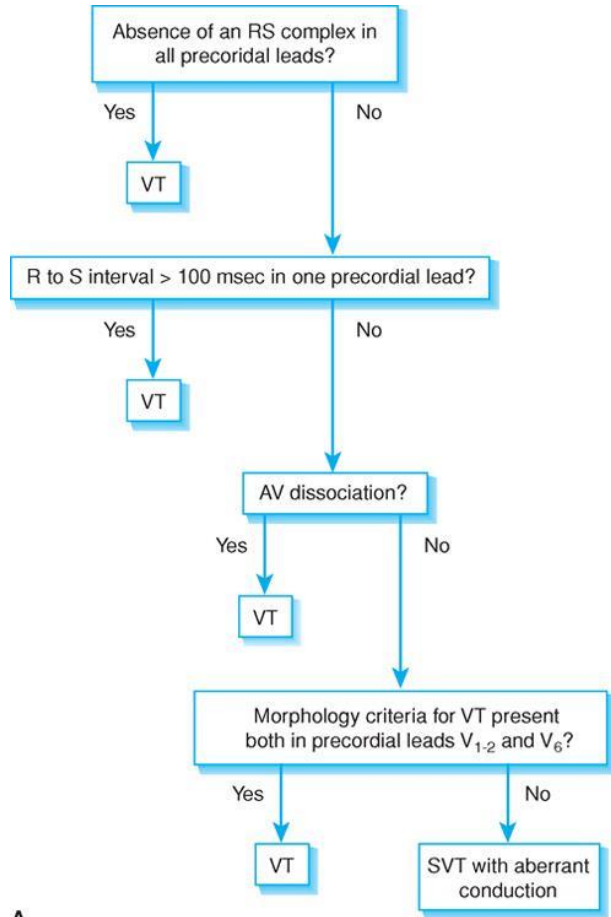 Absence of an RS complex in
all precoridal leads?
Yes
No
VT
R to S interval > 100 msec in one precordial lead?
Yes
No
VT
AV dissociation?
Yes
No
VT
Morphology criteria for VT present
both in precordial leads V1-2 and V6?
Yes
No
VT
SVT with aberrant
conduction
A